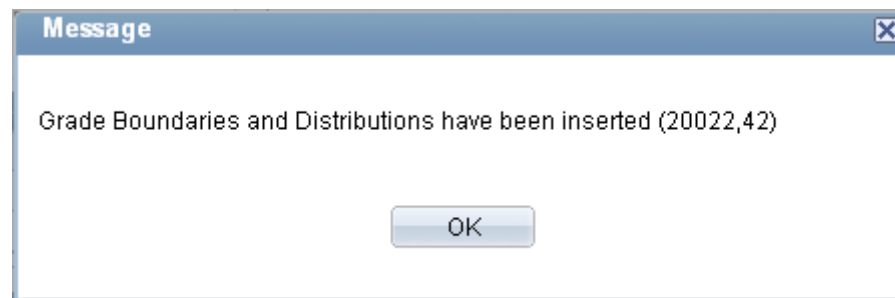 Message
Grade Boundaries and Distributions have been inserted (20022,42)
OK